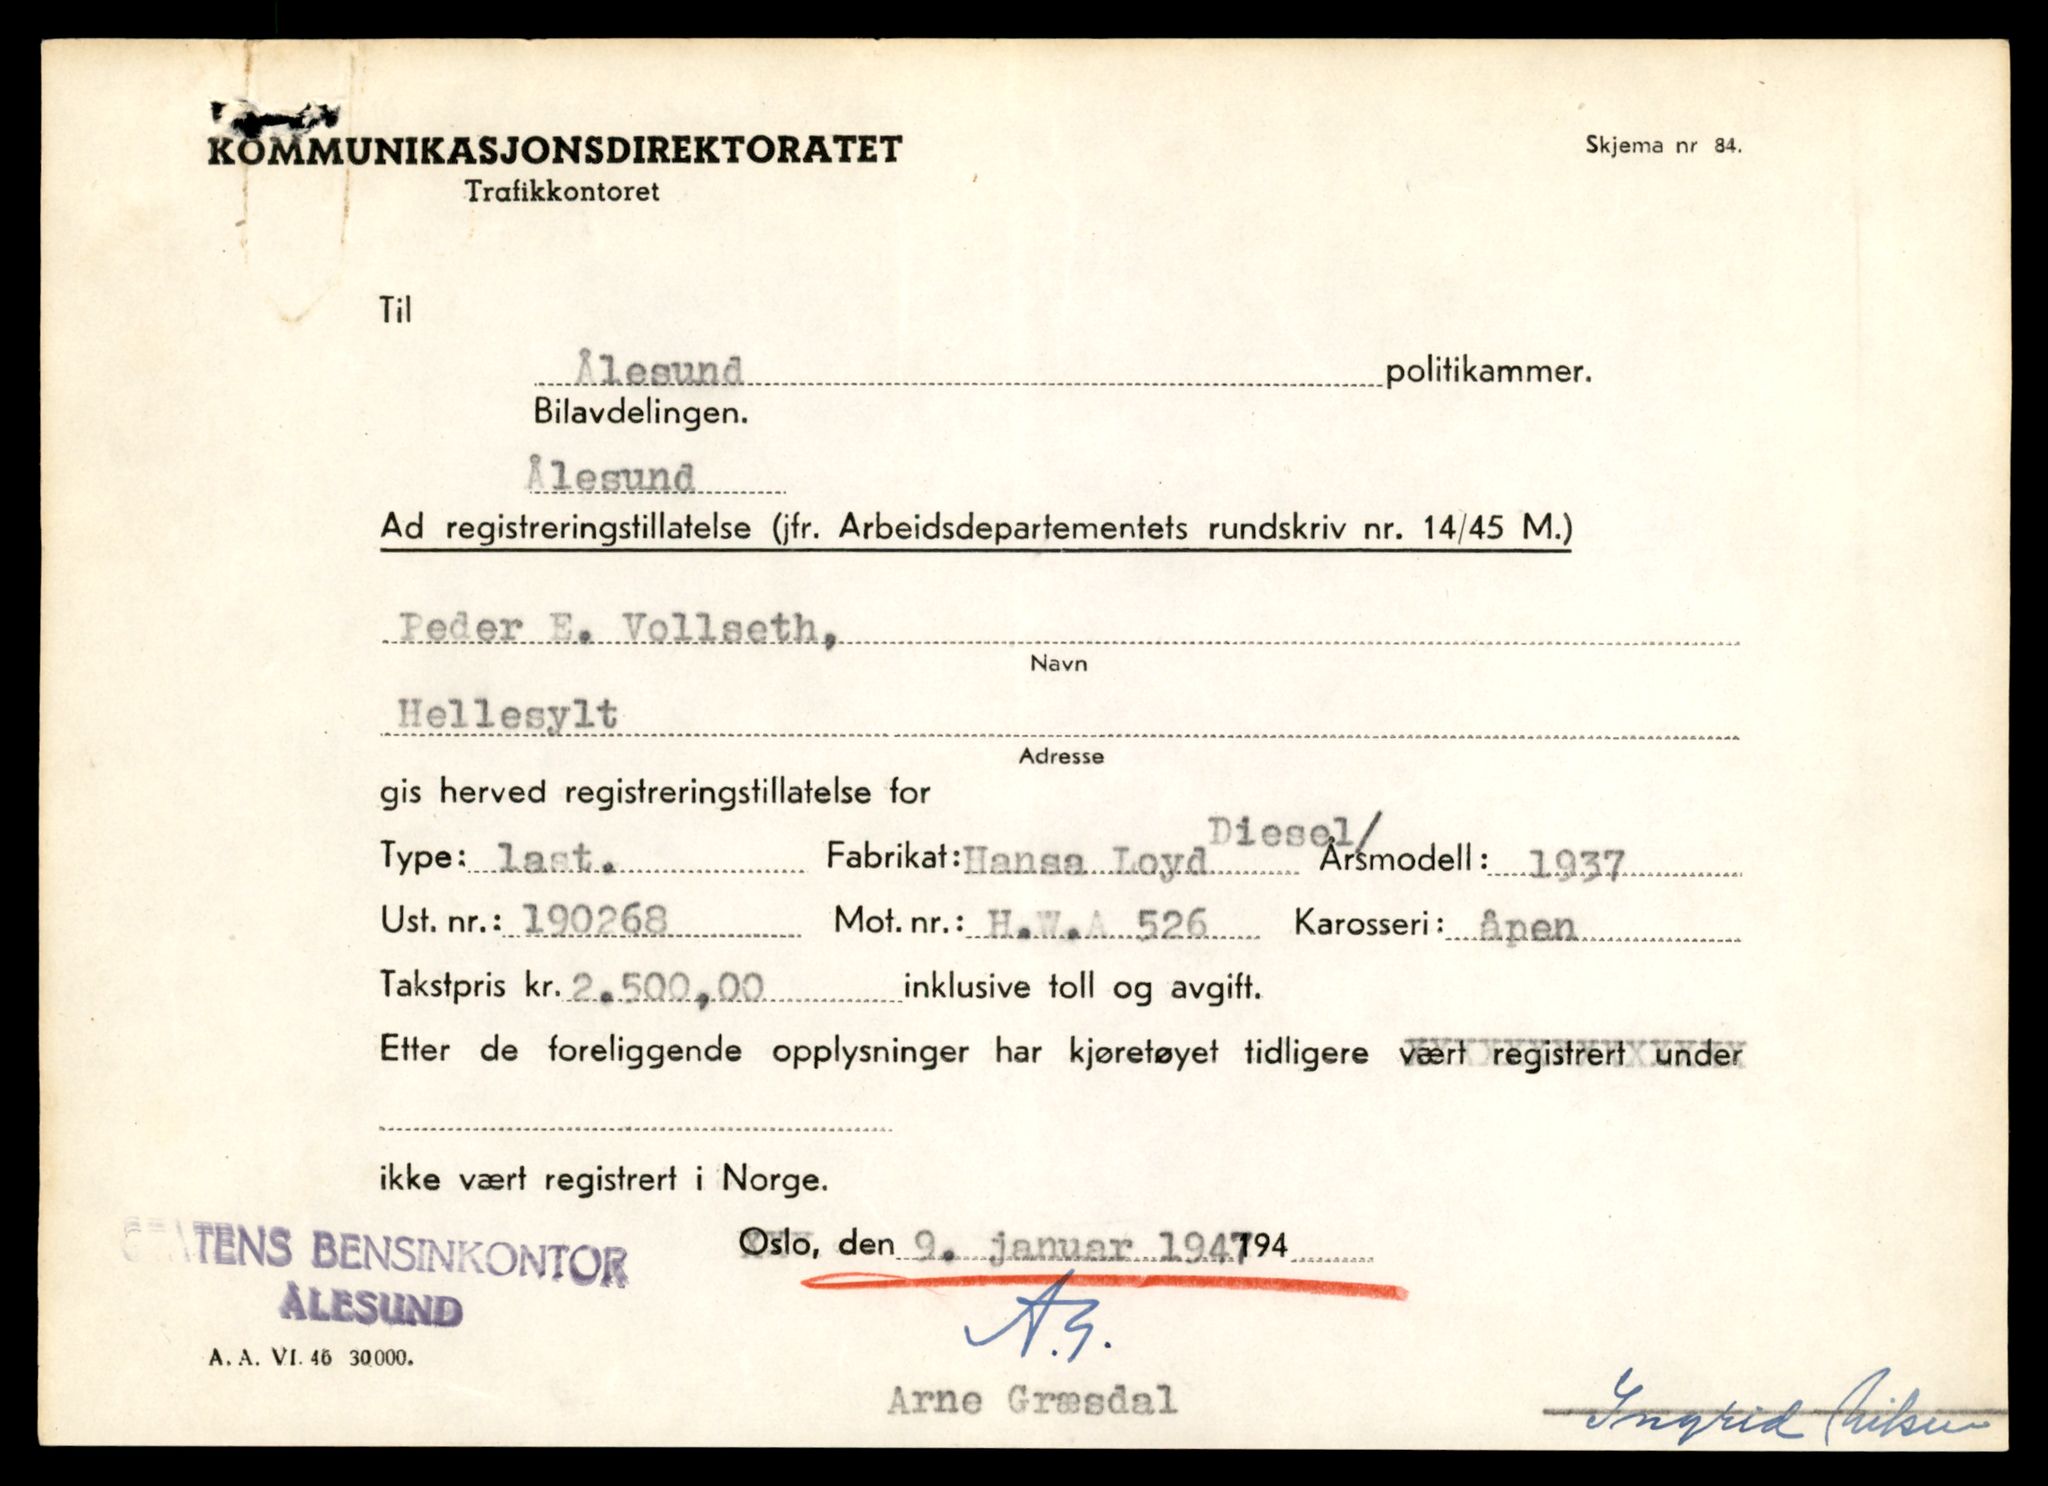 KOMMUNIKASJONSDIREKTORATET
Trafikkontoret
Skjema nr 84.
Til
Ålesund politikammer.
Bilavdelingen.
Ålesund
Ad registreringstillatelse (jfr. Arbeidsdepartementets rundskriv nr. 14/45 M.)
Peder E. Vollseth,
Navn
Hellesylt
Adresse
gis herved registreringstillatelse for
Diesel/
Type: last. Fabrikat: Hansa Loyd Årsmodell: 1937
Ust. nr.: 190268 Mot. nr.: H.W.A 526 Karosseri: åpen
Takstpris kr. 2.500,00 inklusive toll og avgift.
Etter de foreliggende opplysninger har kjøretøyet tidligere vært registrert under
ikke vært registrert i Norge.
Oslo, den 9. januar 1947 194
STATENS BENSINKONTOR
ÅLESUND
A. A. VI. 46 30000.
A.G.
Arne Græsdal
Ingrid